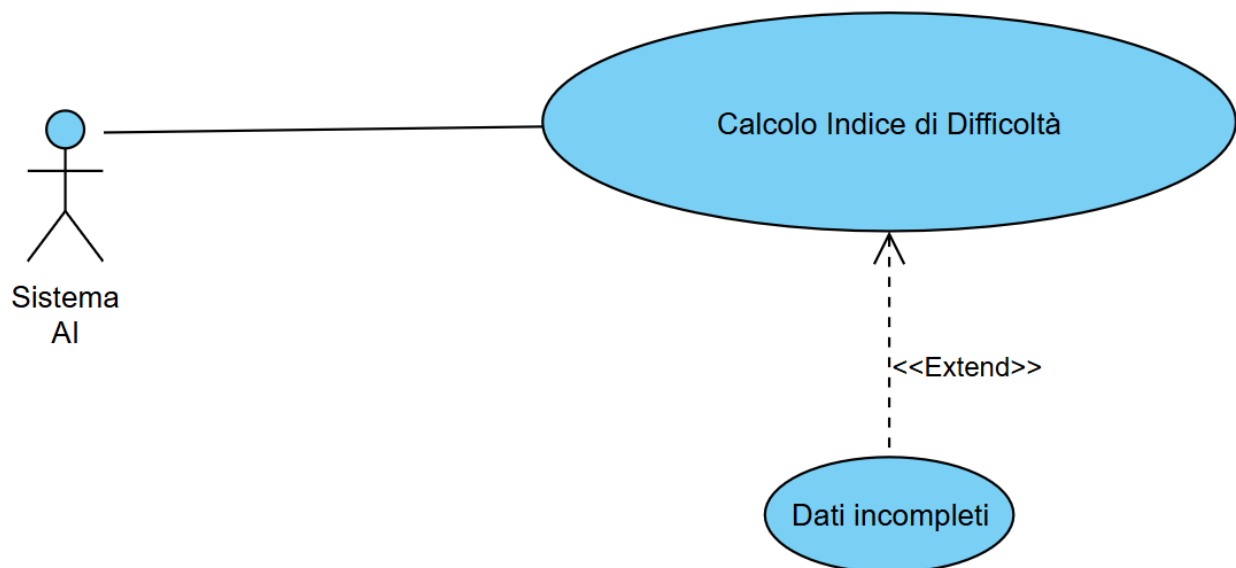 Calcolo Indice di Difficoltà
Sistema
AI
<<Extend>>
Dati incompleti